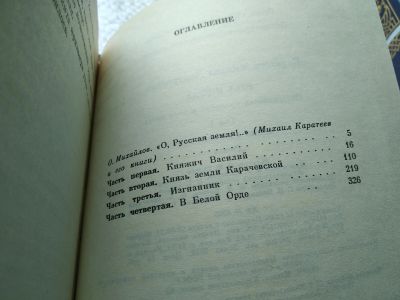 ОГЛАВЛЕНИЕ
О. Михайлов. «О, Русская земля!..» (Михаил Каратеев
и его книги) . . . . . . . . . . 5
Часть первая. Княжич Василий . . . . . . 16
Часть вторая. Князь земли Карачевской . . . . 110
Часть третья. Изгнанник . . . . . . . . 219
Часть четвертая. В Белой Орде . . 326